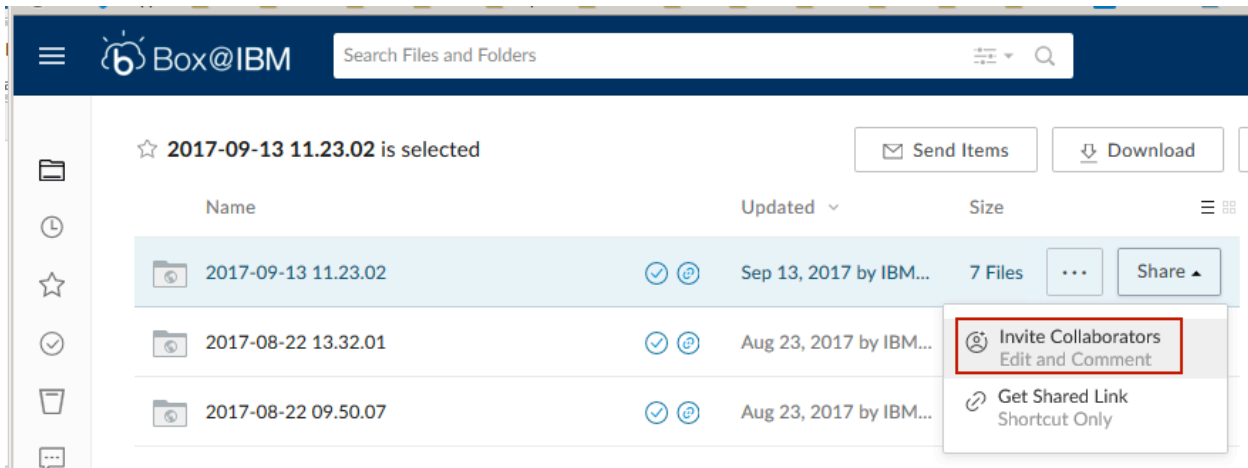 Box@IBM
Search Files and Folders
2017-09-13 11.23.02 is selected
Send Items
Download
Name
Updated
Size
2017-09-13 11.23.02
Sep 13, 2017 by IBM...
7 Files
...
Share
2017-08-22 13.32.01
Aug 23, 2017 by IBM...
Invite Collaborators
Edit and Comment
2017-08-22 09.50.07
Aug 23, 2017 by IBM...
Get Shared Link
Shortcut Only